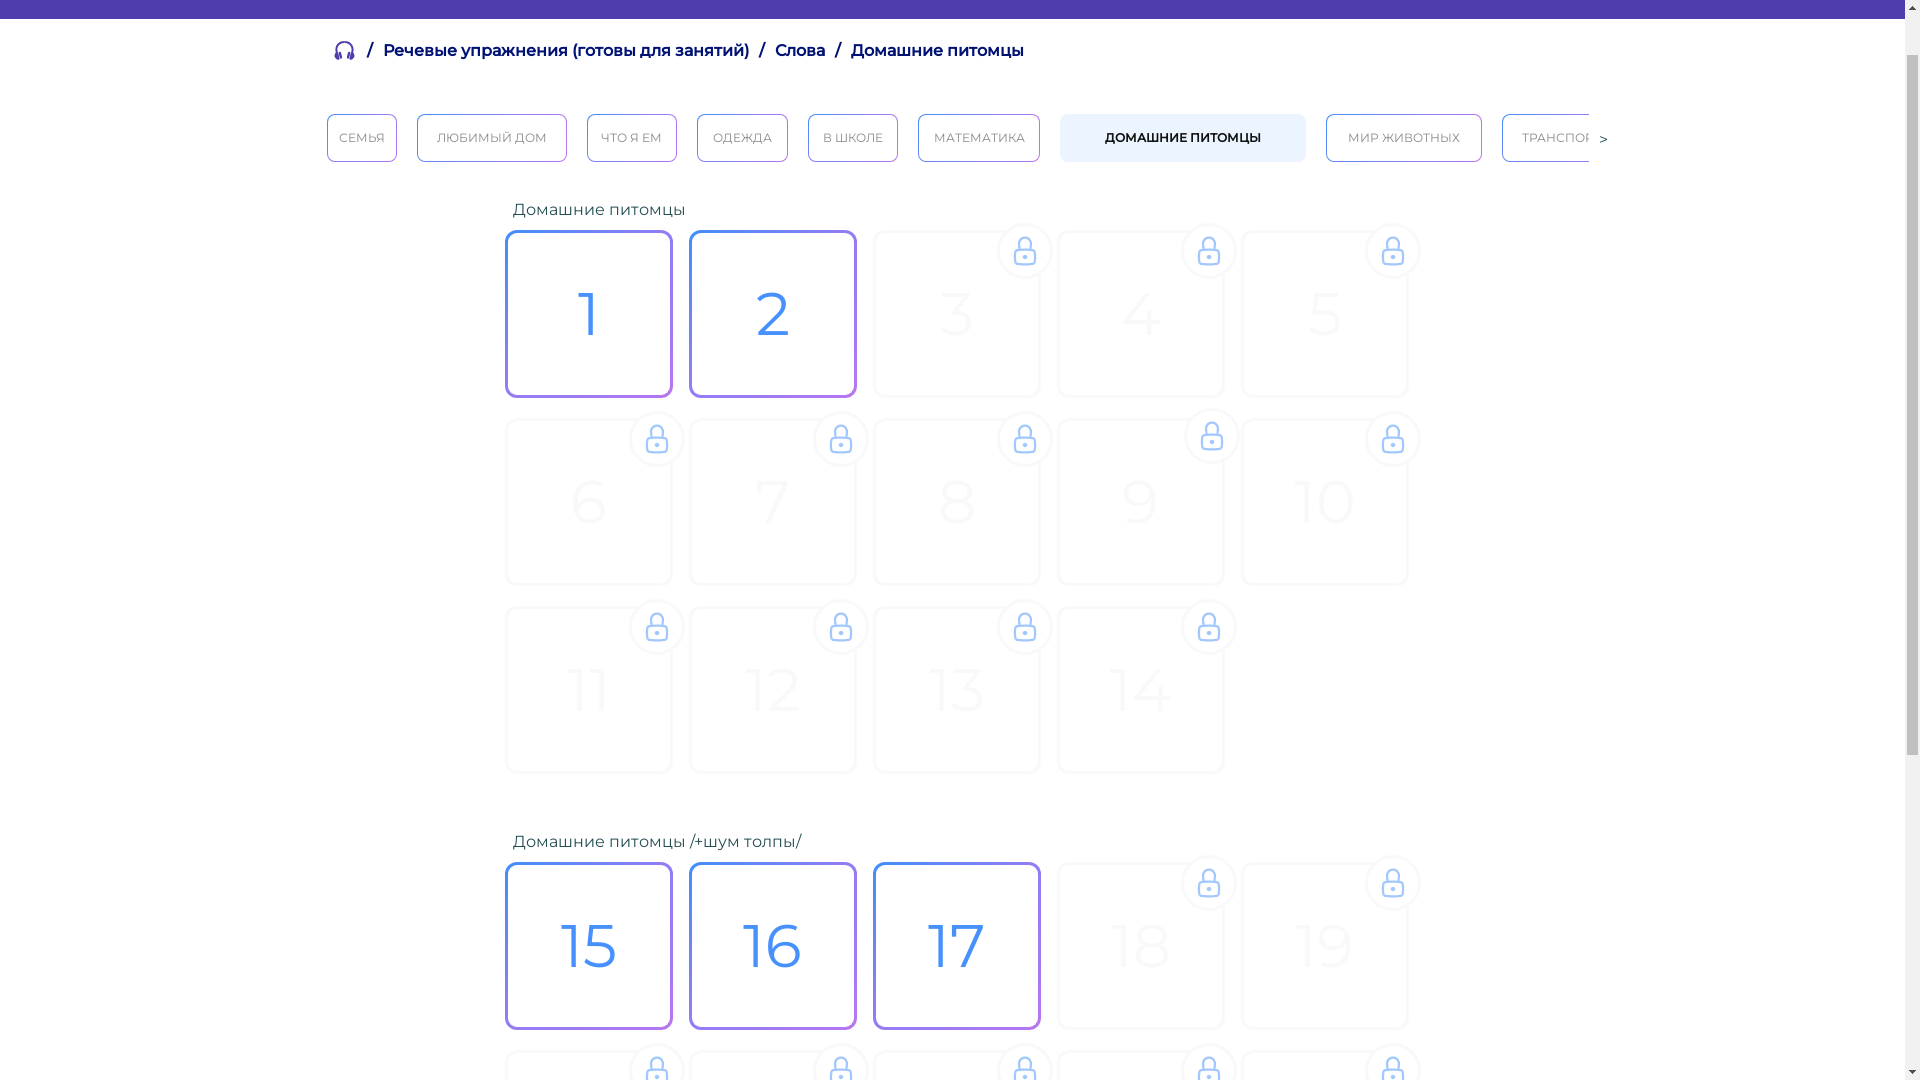 / Речевые упражнения (готовы для занятий) / Слова / Домашние питомцы
СЕМЬЯ ЛЮБИМЫЙ ДОМ ЧТО Я ЕМ ОДЕЖДА В ШКОЛЕ МАТЕМАТИКА ДОМАШНИЕ ПИТОМЦЫ МИР ЖИВОТНЫХ ТРАНСПОР >
Домашние питомцы
1 2 3 4 5
6 7 8 9 10
11 12 13 14
Домашние питомцы /+шум толпы/
15 16 17 18 19